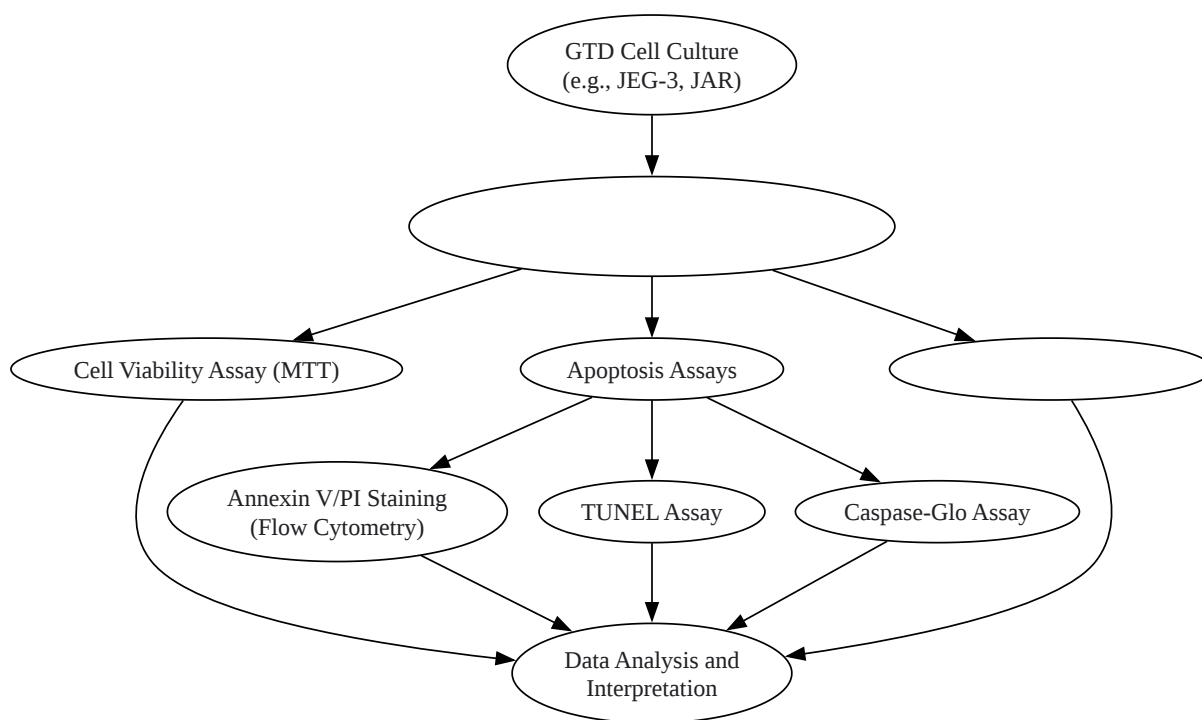 GTD Cell Culture
(e.g., JEG-3, JAR)
Cell Viability Assay (MTT)
Apoptosis Assays
Annexin V/PI Staining
(Flow Cytometry)
TUNEL Assay
Caspase-Glo Assay
Data Analysis and
Interpretation